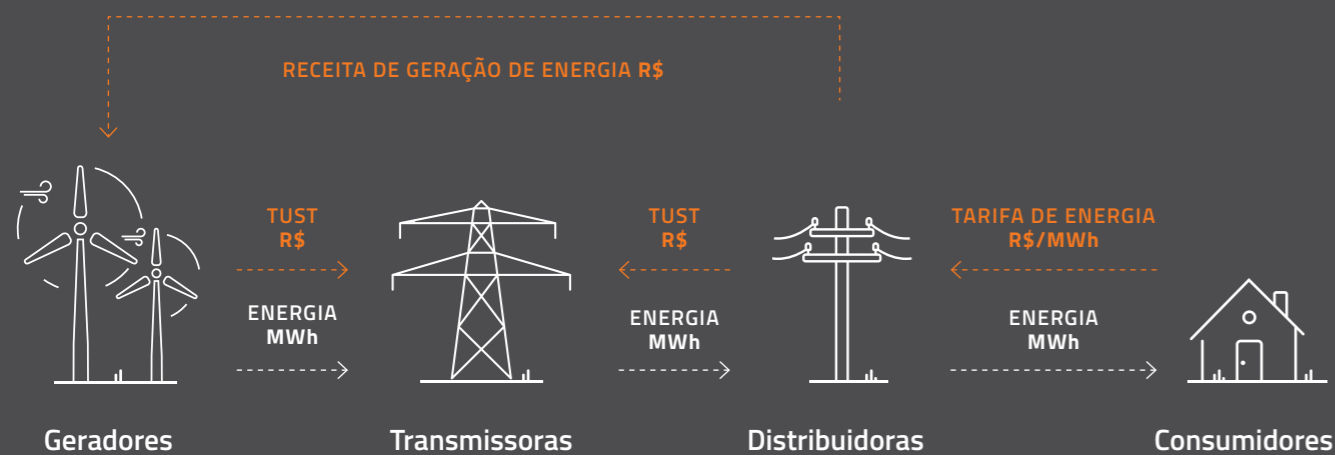 RECEITA DE GERAÇÃO DE ENERGIA R$
TUST
R$
TUST
R$
TARIFA DE ENERGIA
R$/MWh
ENERGIA
MWh
ENERGIA
MWh
ENERGIA
MWh
Geradores
Transmissoras
Distribuidoras
Consumidores